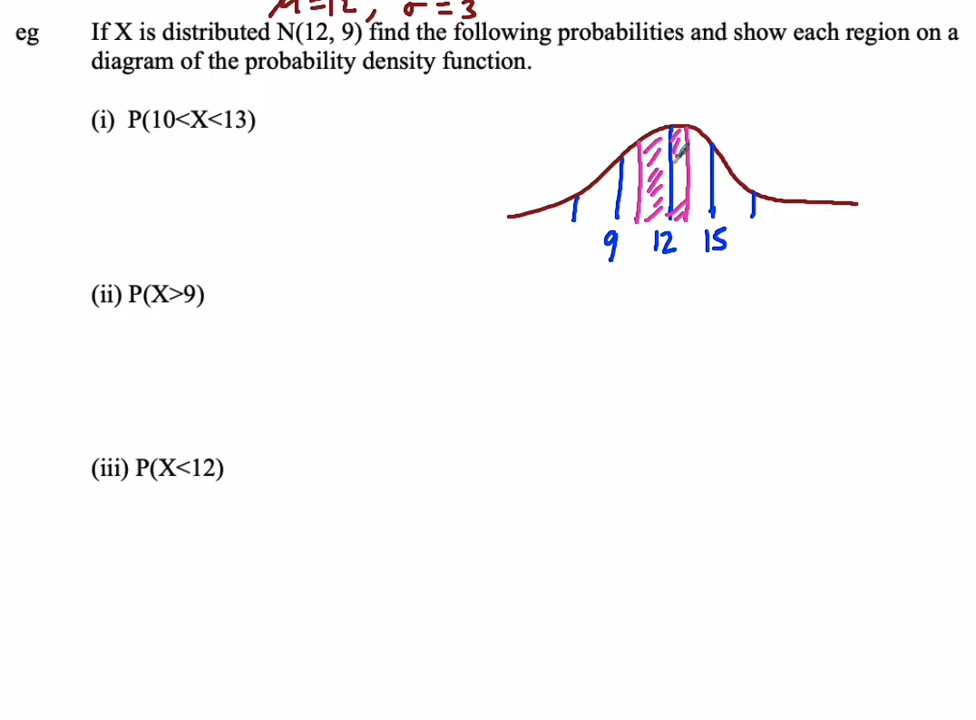 μ=12, σ=3
eg If X is distributed N(12, 9) find the following probabilities and show each region on a
diagram of the probability density function.
(i) P(10<X<13)
9 12 15
(ii) P(X>9)
(iii) P(X<12)